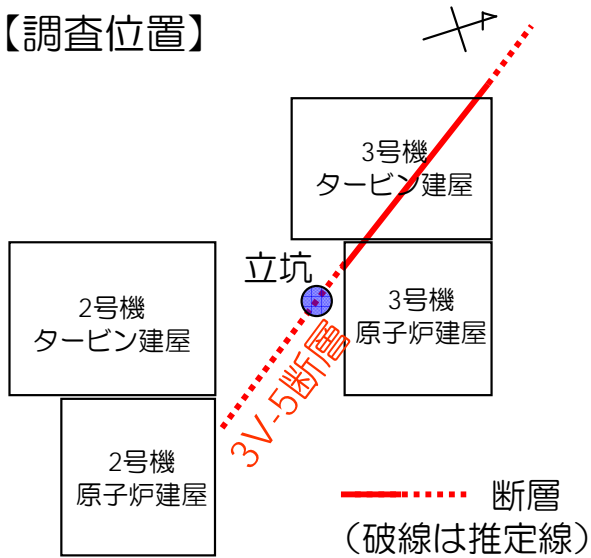 【調査位置】
3号機
タービン建屋
立坑
2号機
タービン建屋
3号機
原子炉建屋
3V-5断層
2号機
原子炉建屋
断層
（破線は推定線）